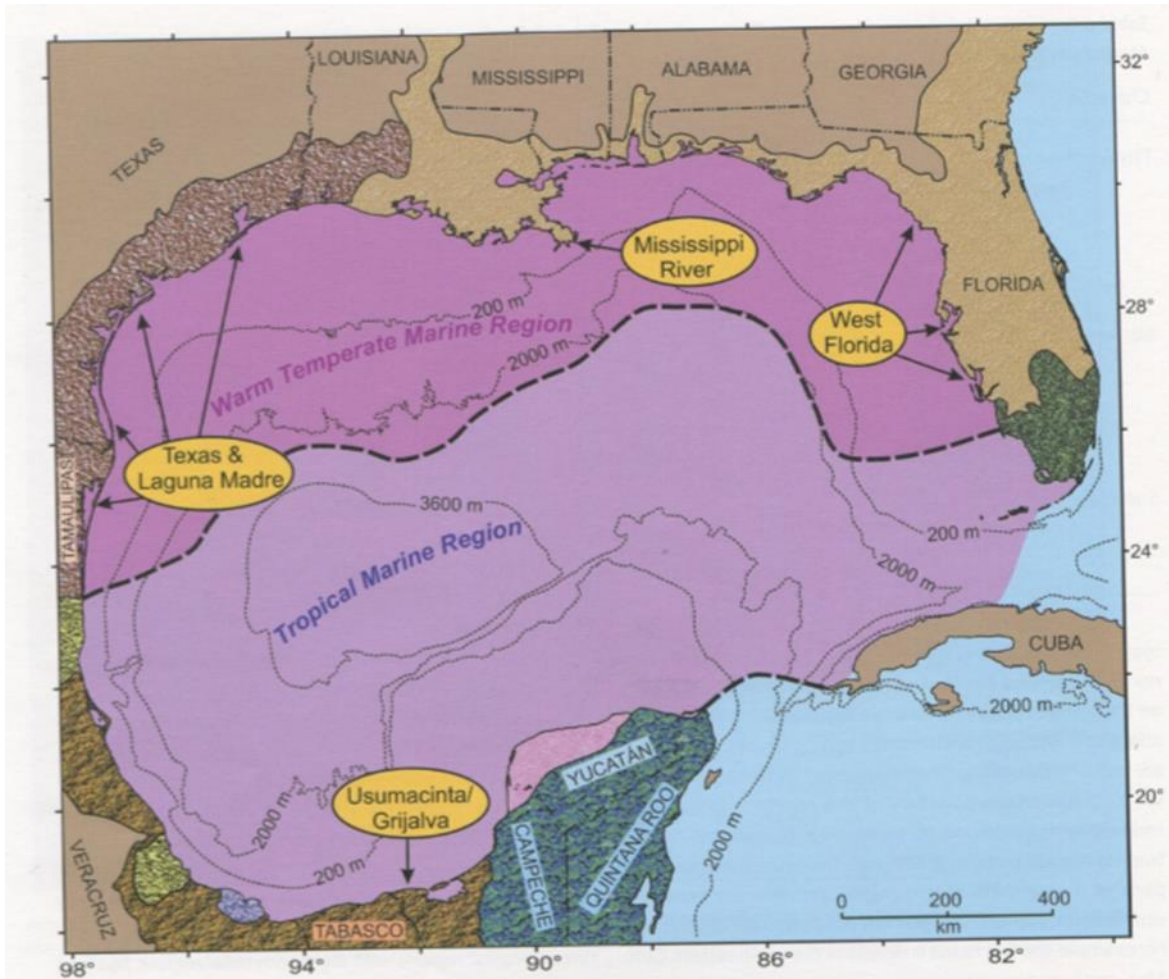 LOUISIANA
MISSISSIPPI
ALABAMA
GEORGIA
32°
TEXAS
Mississippi
River
FLORIDA
28°
200 m
West
Florida
Warm Temperate Marine Region
2000 m
Texas &
Laguna Madre
TAMAULIPAS
3600 m
200 m
24°
Tropical Marine Region
2000 m
CUBA
2000 m
YUCATÁN
Usumacinta/
Grijalva
20°
2000 m
QUINTANA ROO
2000 m
CAMPECHE
VERACRUZ
200 m
0 200 400
km
TABASCO
98° 94° 90° 86° 82°